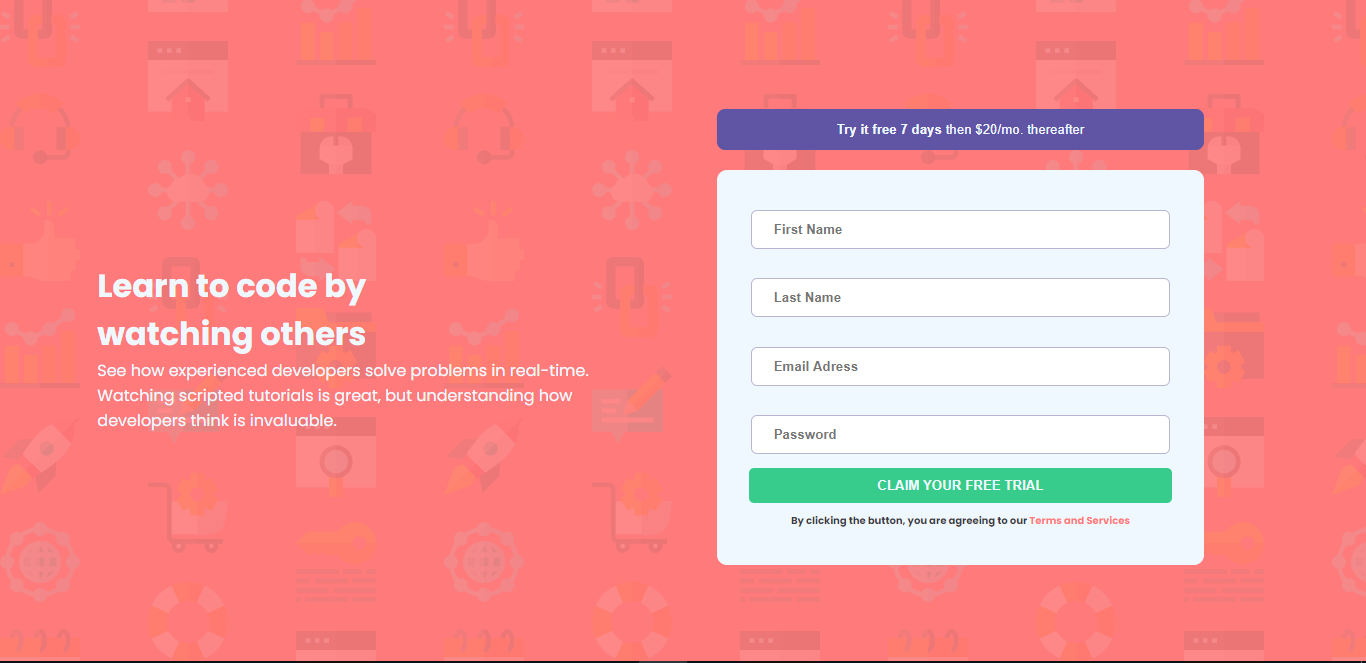 Learn to code by
watching others
See how experienced developers solve problems in real-time.
Watching scripted tutorials is great, but understanding how
developers think is invaluable.
Try it free 7 days then $20/mo. thereafter
First Name
Last Name
Email Adress
Password
CLAIM YOUR FREE TRIAL
By clicking the button, you are agreeing to our Terms and Services